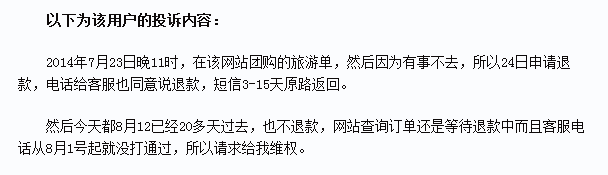 以下为该用户的投诉内容：
2014年7月23日晚11时，在该网站团购的旅游单，然后因为有事不去，所以24日申请退
款，电话给客服也同意说退款，短信3-15天原路返回。
然后今天都8月12已经20多天过去，也不退款，网站查询订单还是等待退款中而且客服电
话从8月1号起就没打通过，所以请求给我维权。